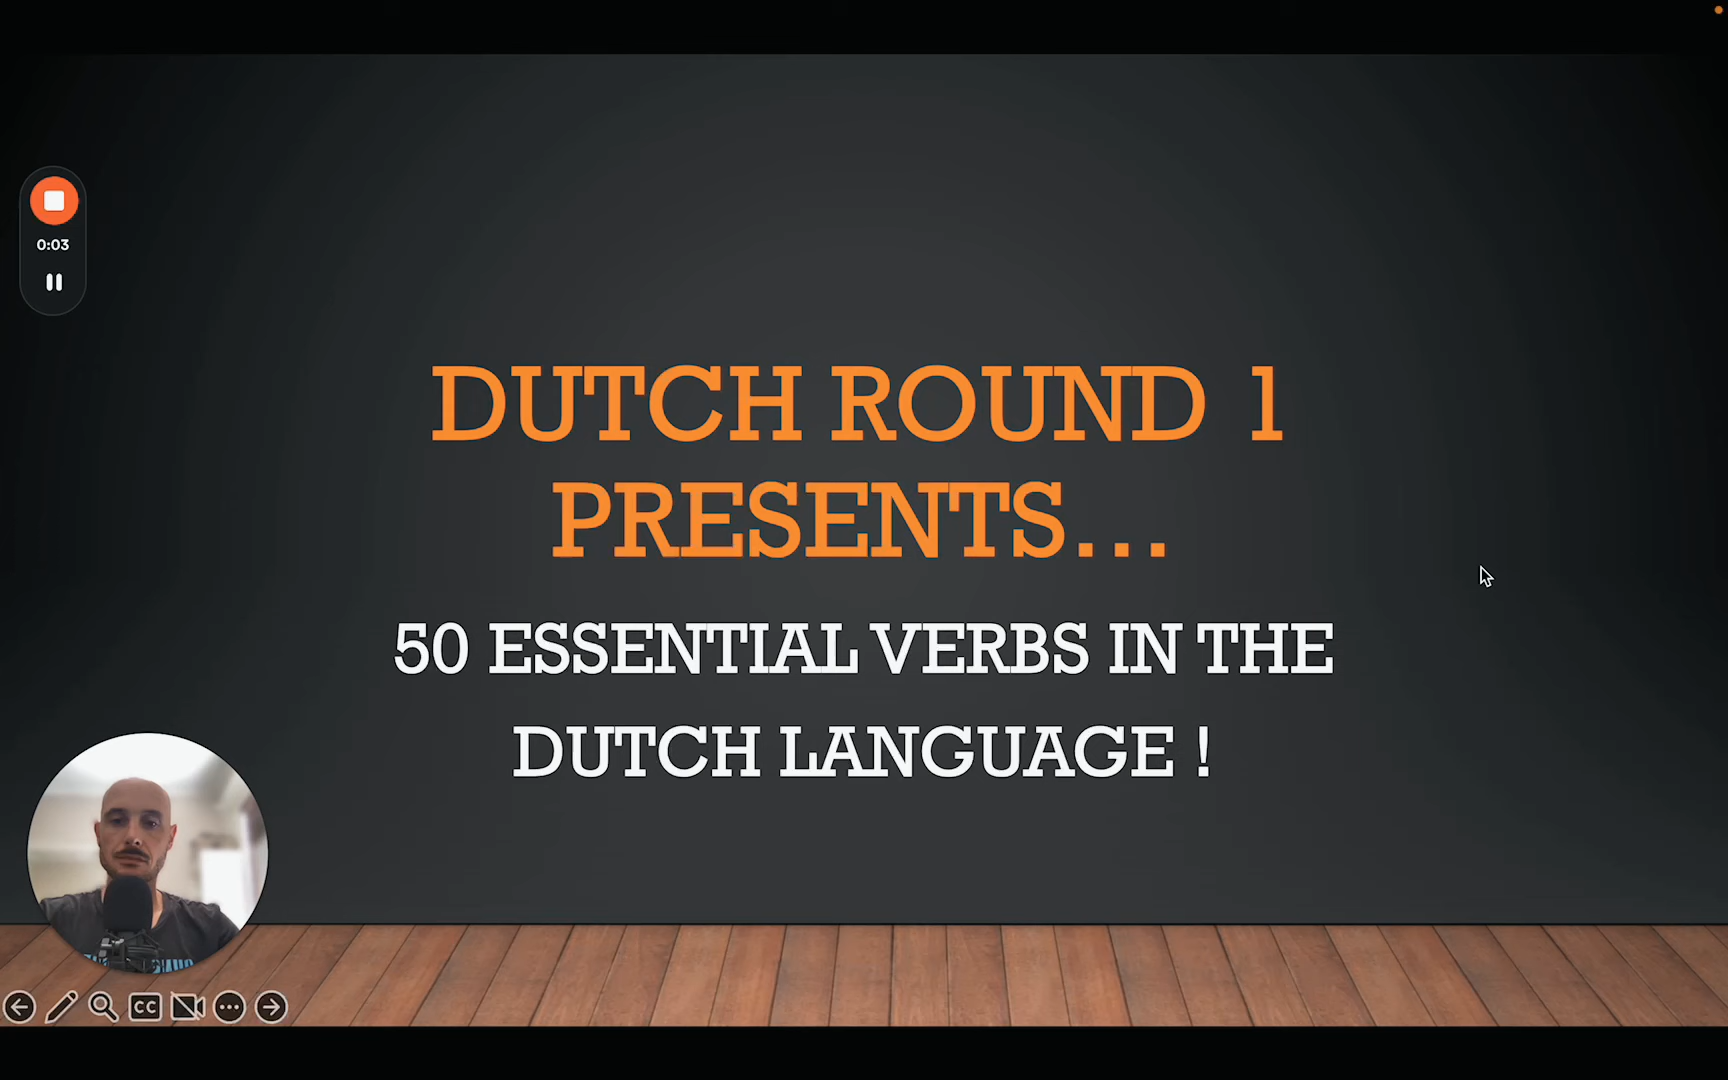 0:03
DUTCH ROUND 1
PRESENTS...
50 ESSENTIAL VERBS IN THE
DUTCH LANGUAGE !
CC